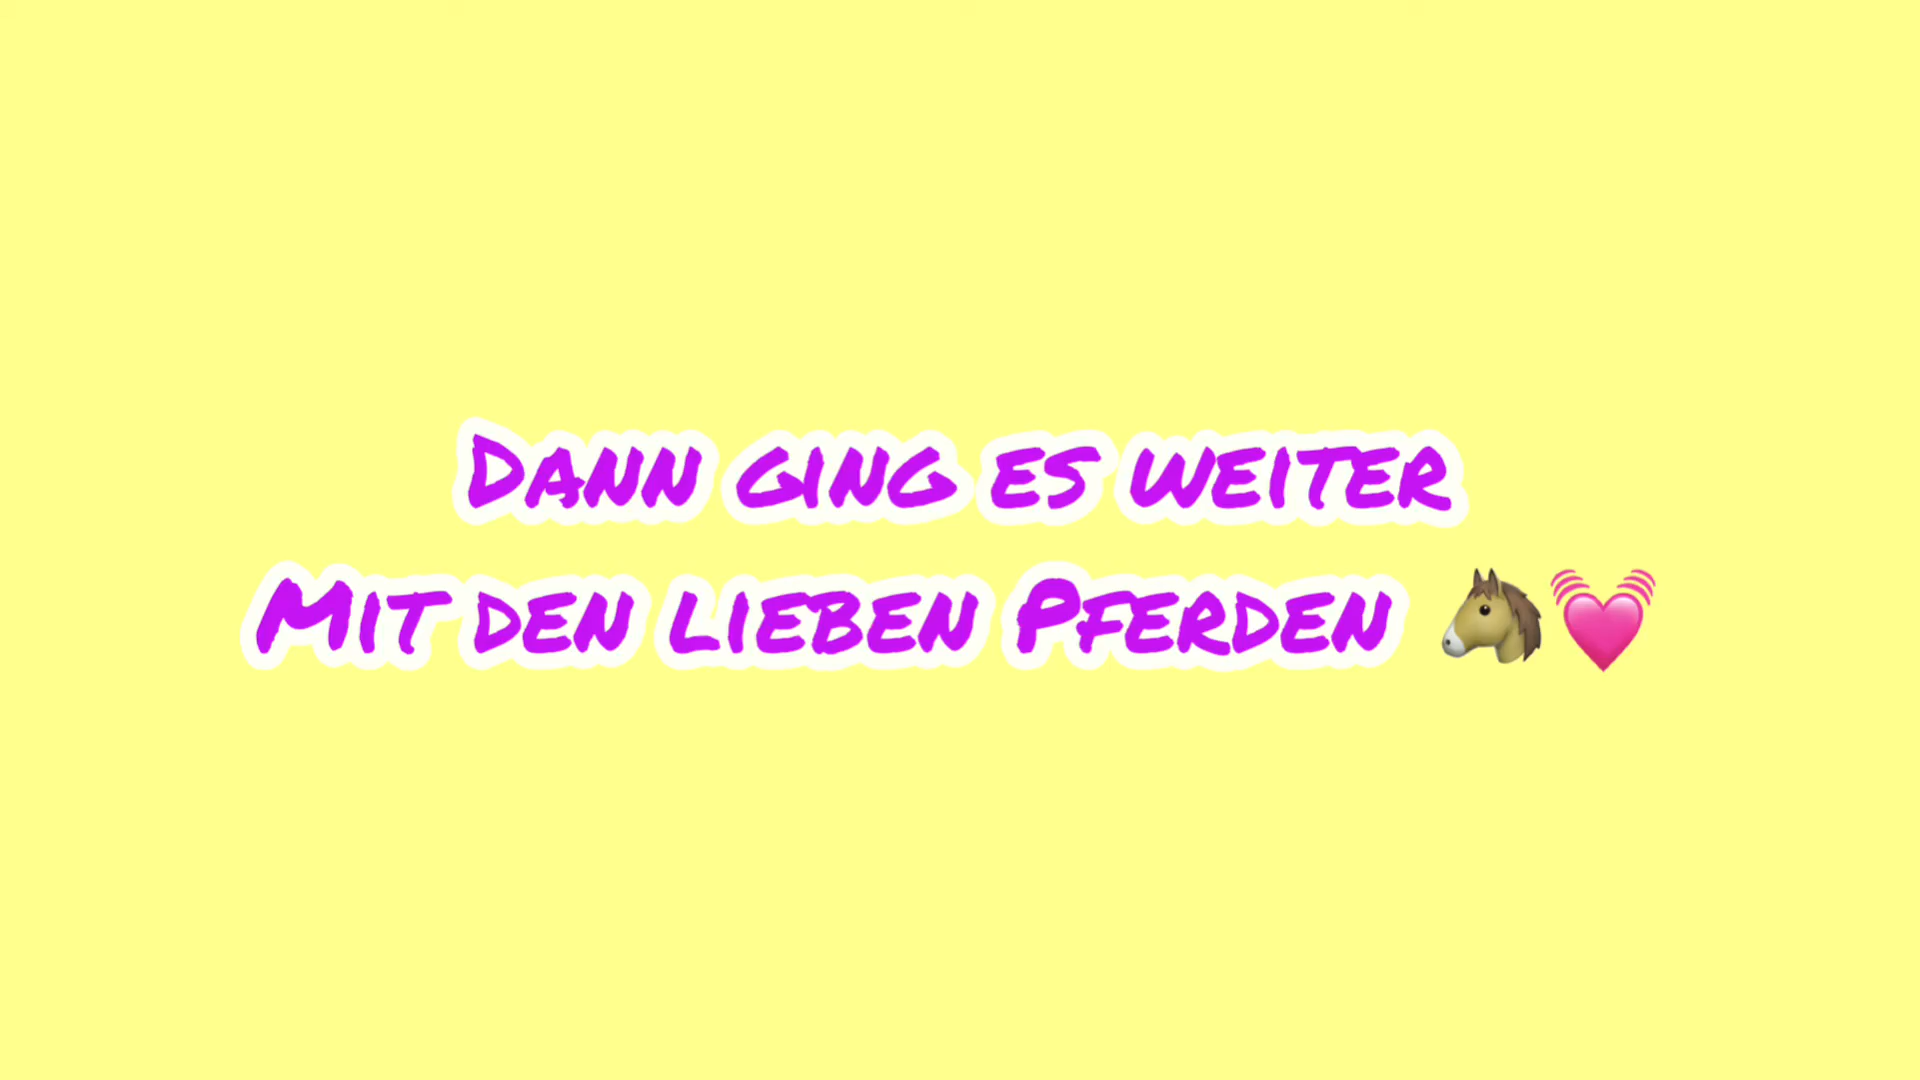 Dann ging es weiter
Mit den lieben Pferden 🐴💓